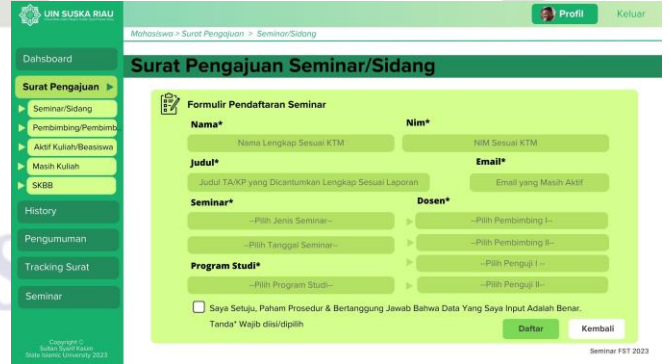 UIN SUSKA RIAU
Profil
Keluar
Mahasiswa > Surat Pengajuan > Seminar/Sidang
Dahsboard
Surat Pengajuan
Seminar/Sidang
Pembimbing/Pembimb..
Aktif Kuliah/Beasiswa
Masih Kuliah
SKBB
History
Pengumuman
Tracking Surat
Seminar
Copyright ©
Sultan Syarif Kasim
State Islamic University 2023
Surat Pengajuan Seminar/Sidang
Formulir Pendaftaran Seminar
Nama*
Nim*
Nama Lengkap Sesuai KTM
NIM Sesuai KTM
Judul*
Email*
Judul TA/KP yang Dicantumkan Lengkap Sesuai Laporan
Email yang Masih Aktif
Seminar*
Dosen*
--Pilih Jenis Seminar--
--Pilih Pembimbing I--
--Pilih Tanggal Seminar--
--Pilih Pembimbing II--
Program Studi*
--Pilih Penguji I --
--Pilih Program Studi--
--Pilih Penguji II--
Saya Setuju, Paham Prosedur & Bertanggung Jawab Bahwa Data Yang Saya Input Adalah Benar.
Tanda* Wajib diisi/dipilih
Daftar
Kembali
Seminar FST 2023